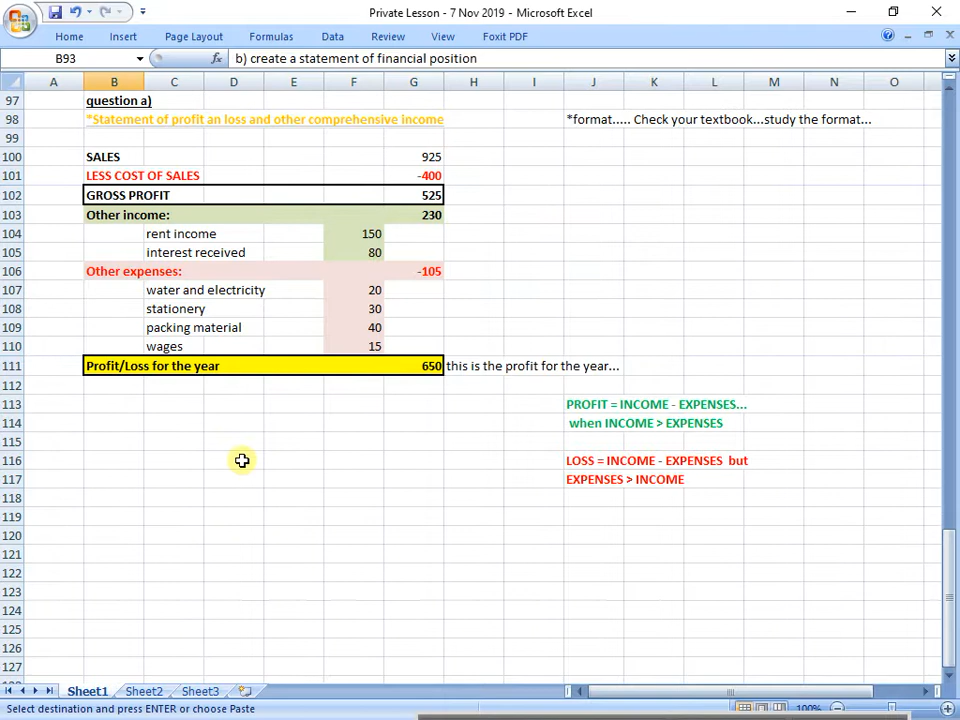 Private Lesson - 7 Nov 2019 - Microsoft Excel
Home Insert Page Layout Formulas Data Review View Foxit PDF
B93 fx b) create a statement of financial position
A B C D E F G H I J K L M N O
97 question a)
98 *Statement of profit an loss and other comprehensive income *format..... Check your textbook...study the format...
99
100 SALES 925
101 LESS COST OF SALES -400
102 GROSS PROFIT 525
103 Other income: 230
104 rent income 150
105 interest received 80
106 Other expenses: -105
107 water and electricity 20
108 stationery 30
109 packing material 40
110 wages 15
111 Profit/Loss for the year 650 this is the profit for the year...
112
113 PROFIT = INCOME - EXPENSES...
114 when INCOME > EXPENSES
115
116 LOSS = INCOME - EXPENSES but
117 EXPENSES > INCOME
118
119
120
121
122
123
124
125
126
127
Sheet1 Sheet2 Sheet3
Select destination and press ENTER or choose Paste 100%